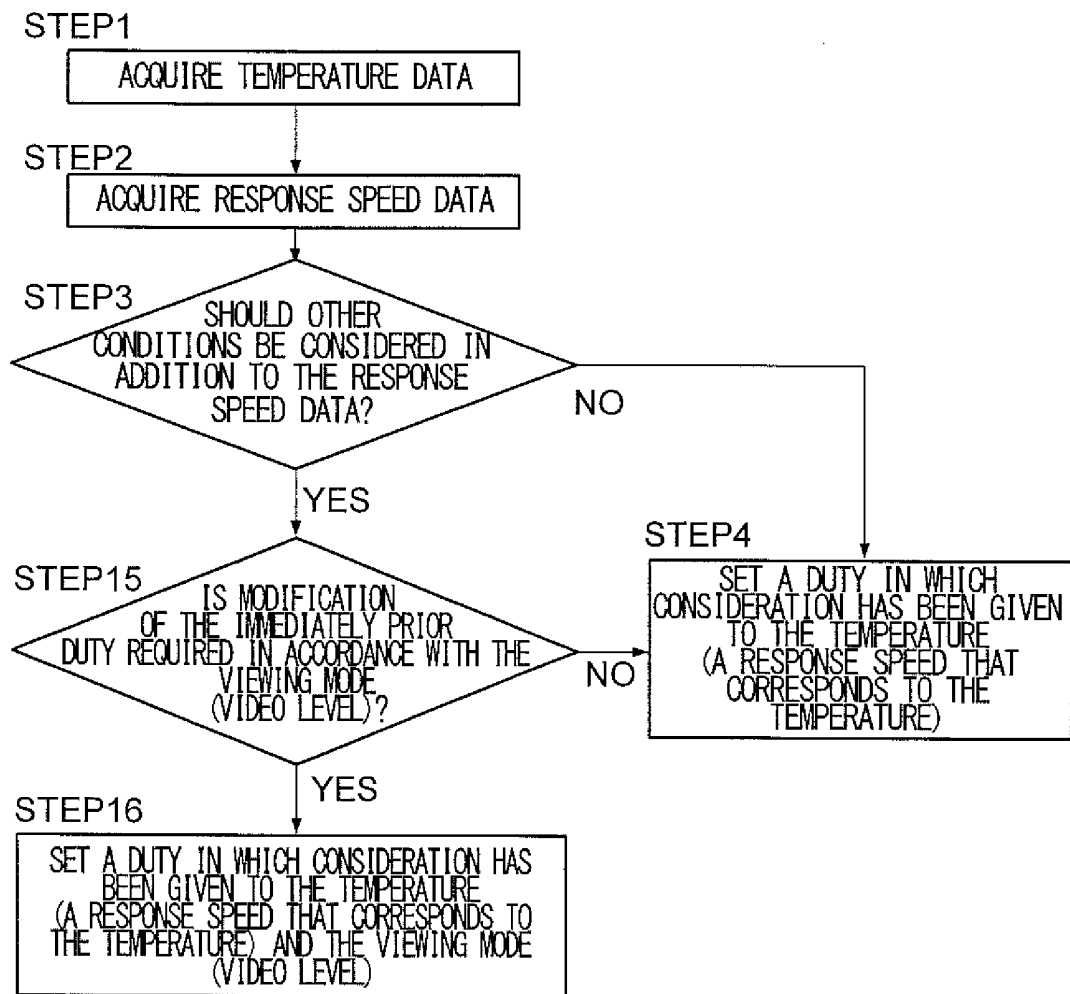 STEP1
ACQUIRE TEMPERATURE DATA
STEP2
ACQUIRE RESPONSE SPEED DATA
STEP3
SHOULD OTHER
CONDITIONS BE CONSIDERED IN
ADDITION TO THE RESPONSE
SPEED DATA?
NO
YES
STEP15
IS MODIFICATION
OF THE IMMEDIATELY PRIOR
DUTY REQUIRED IN ACCORDANCE WITH THE
VIEWING MODE
(VIDEO LEVEL)?
NO
STEP4
SET A DUTY IN WHICH
CONSIDERATION HAS BEEN GIVEN
TO THE TEMPERATURE
(A RESPONSE SPEED THAT
CORRESPONDS TO THE
TEMPERATURE)
YES
STEP16
SET A DUTY IN WHICH CONSIDERATION HAS
BEEN GIVEN TO THE TEMPERATURE
(A RESPONSE SPEED THAT CORRESPONDS TO
THE TEMPERATURE) AND THE VIEWING MODE
(VIDEO LEVEL)